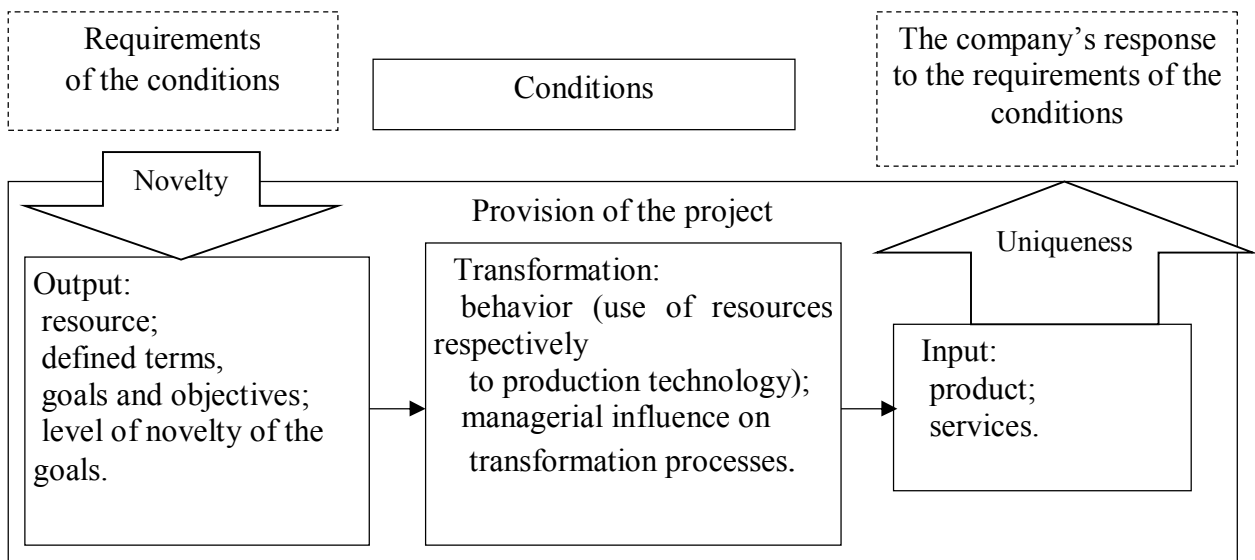 Requirements
of the conditions
Conditions
The company’s response
to the requirements of the
conditions
Novelty
Provision of the project
Uniqueness
Output:
resource;
defined terms,
goals and objectives;
level of novelty of the
goals.
Transformation:
behavior (use of resources
respectively
to production technology);
managerial influence on
transformation processes.
Input:
product;
services.